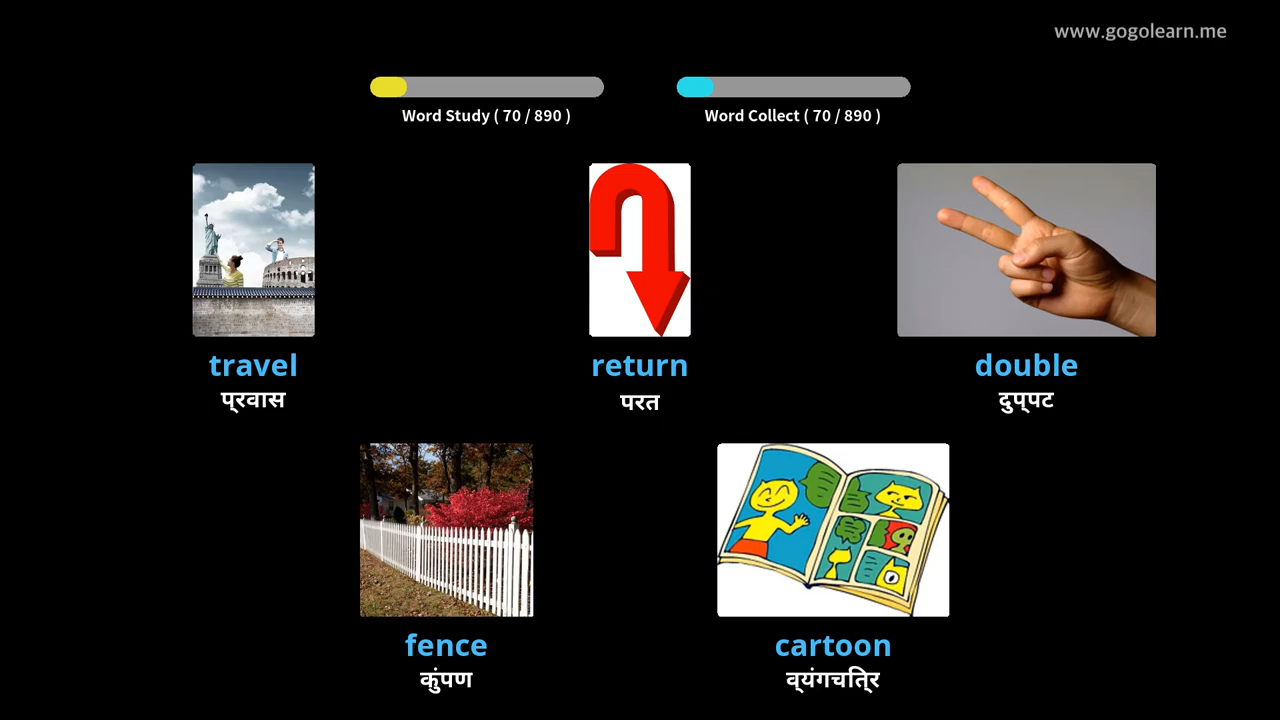 www.gogolearn.me
Word Study ( 70 / 890 )
Word Collect ( 70 / 890 )
travel
प्रवास
return
परत
double
दुप्पट
fence
कुंपण
cartoon
व्यंगचित्र